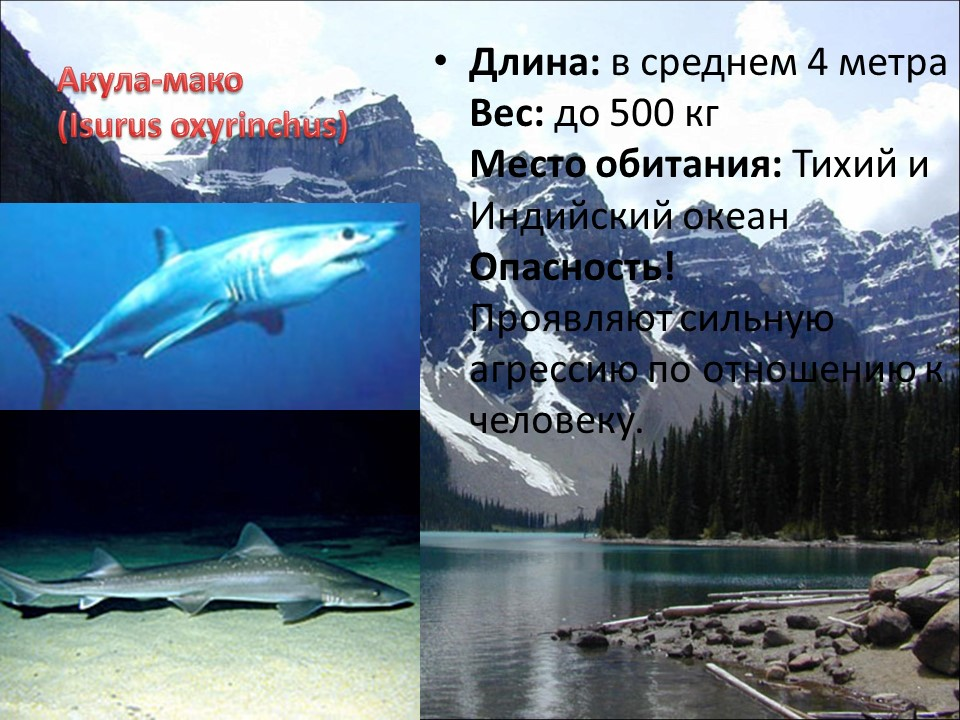 Акула-мако
(Isurus oxyrinchus)
• Длина: в среднем 4 метра
Вес: до 500 кг
Место обитания: Тихий и
Индийский океан
Опасность!
Проявляют сильную
агрессию по отношению к
человеку.